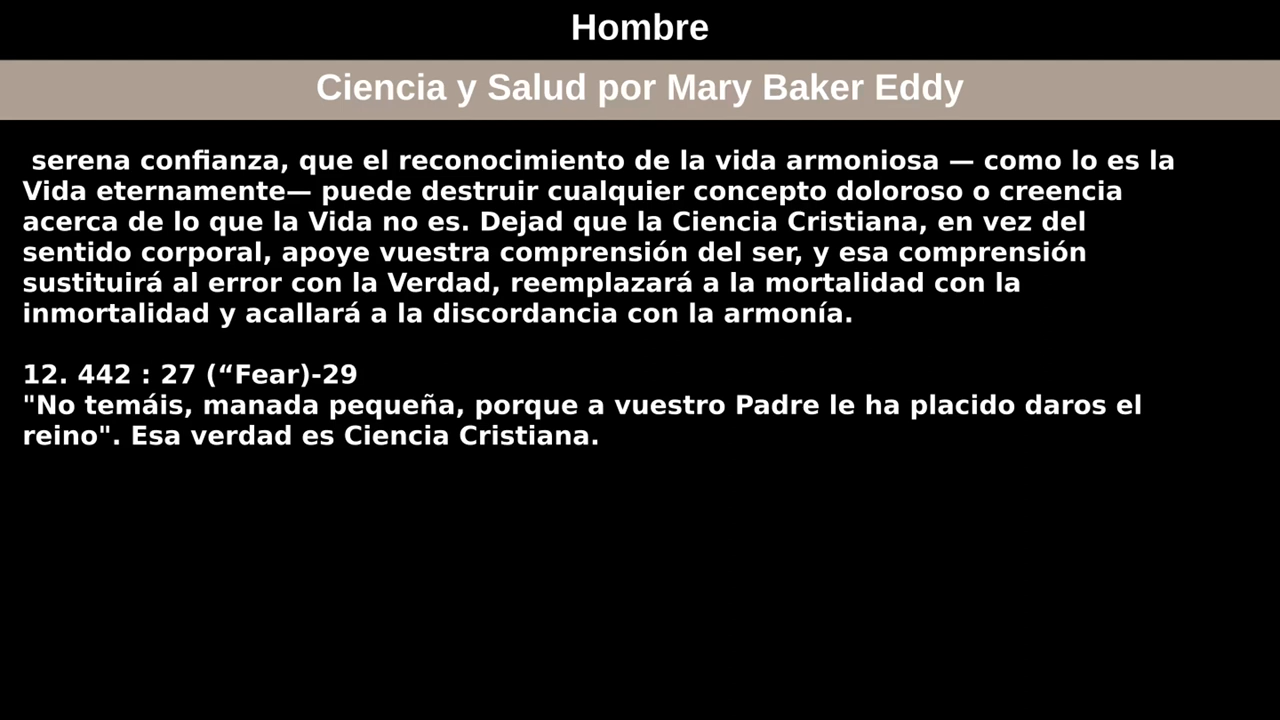 Hombre
Ciencia y Salud por Mary Baker Eddy
serena confianza, que el reconocimiento de la vida armoniosa — como lo es la
Vida eternamente— puede destruir cualquier concepto doloroso o creencia
acerca de lo que la Vida no es. Dejad que la Ciencia Cristiana, en vez del
sentido corporal, apoye vuestra comprensión del ser, y esa comprensión
sustituirá al error con la Verdad, reemplazará a la mortalidad con la
inmortalidad y acallará a la discordancia con la armonía.
12. 442 : 27 (“Fear)-29
"No temáis, manada pequeña, porque a vuestro Padre le ha placido daros el
reino". Esa verdad es Ciencia Cristiana.